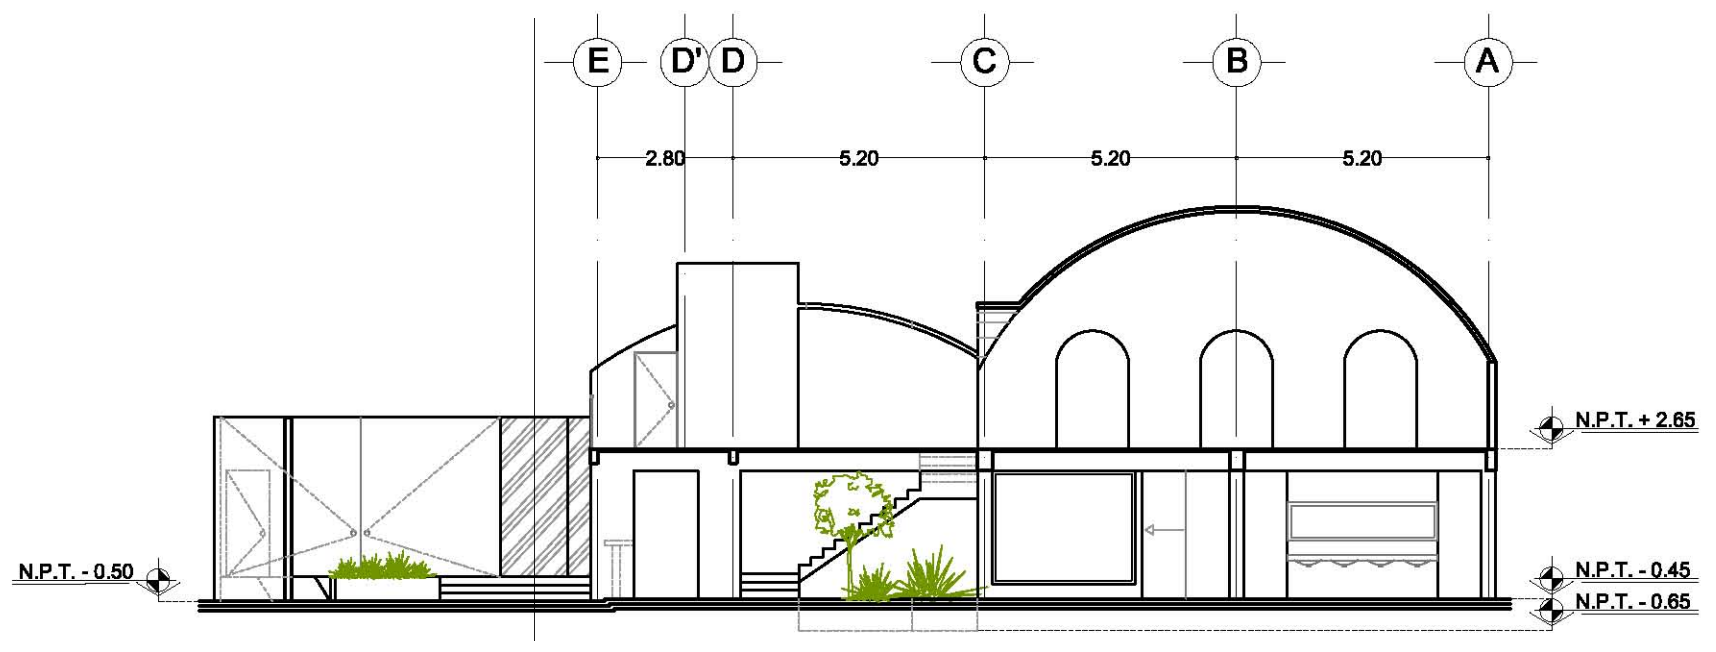 E D' D C B A
2.80 5.20 5.20 5.20
N.P.T. + 2.65
N.P.T. - 0.50
N.P.T. - 0.45
N.P.T. - 0.65